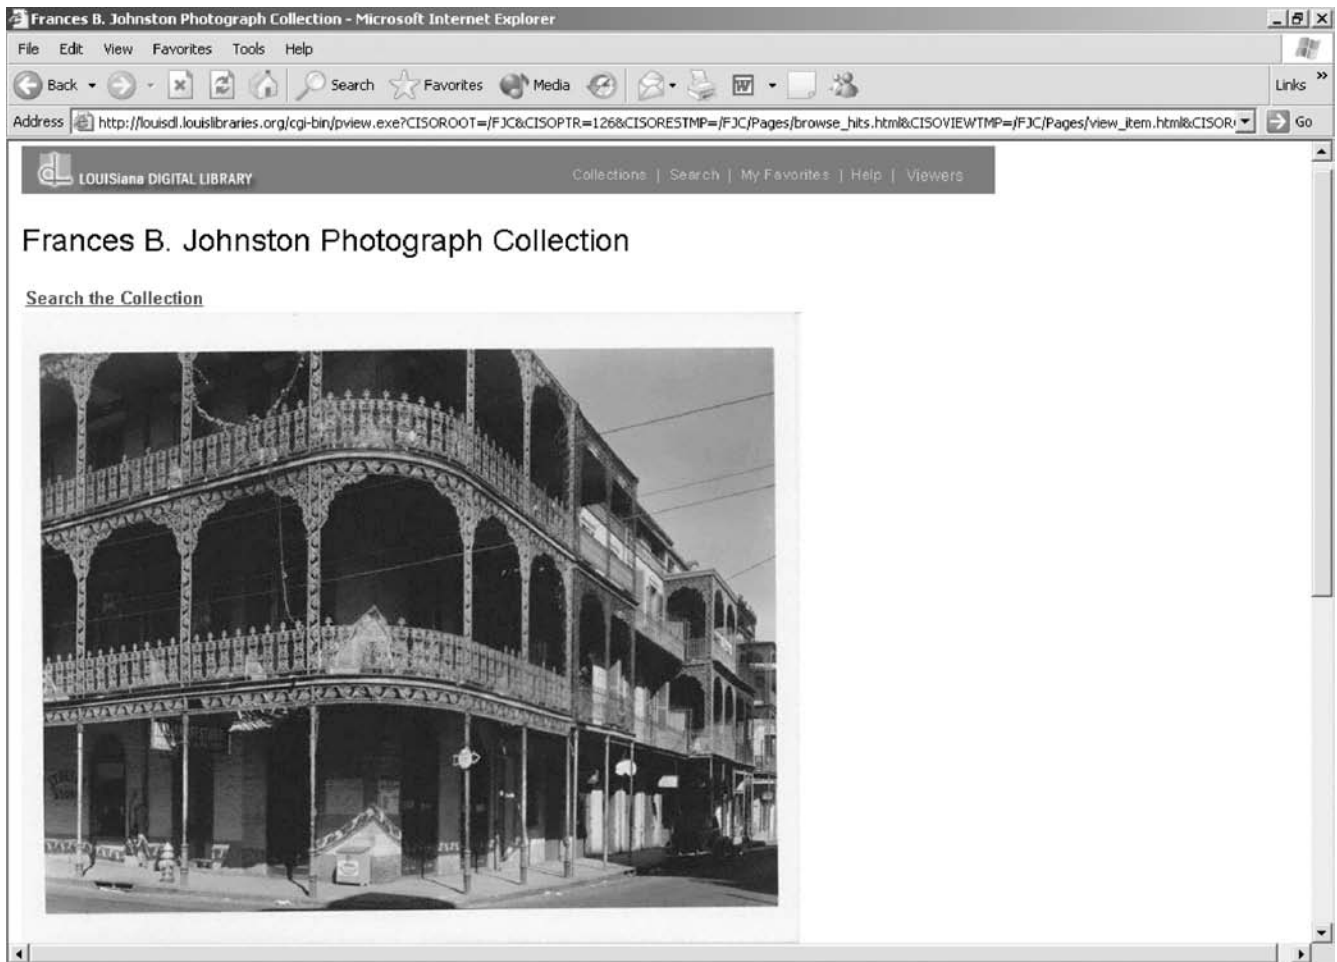 Frances B. Johnston Photograph Collection - Microsoft Internet Explorer
File Edit View Favorites Tools Help
Back Search Favorites Media Links »
Address http://louisdl.louislibraries.org/cgi-bin/pview.exe?CISOROOT=/FJC&CISOPTR=126&CISORESTMP=/FJC/Pages/browse_hits.html&CISOVIEWTMP=/FJC/Pages/view_item.html&CISOR Go
LOUISiana DIGITAL LIBRARY Collections | Search | My Favorites | Help | Viewers
Frances B. Johnston Photograph Collection
Search the Collection